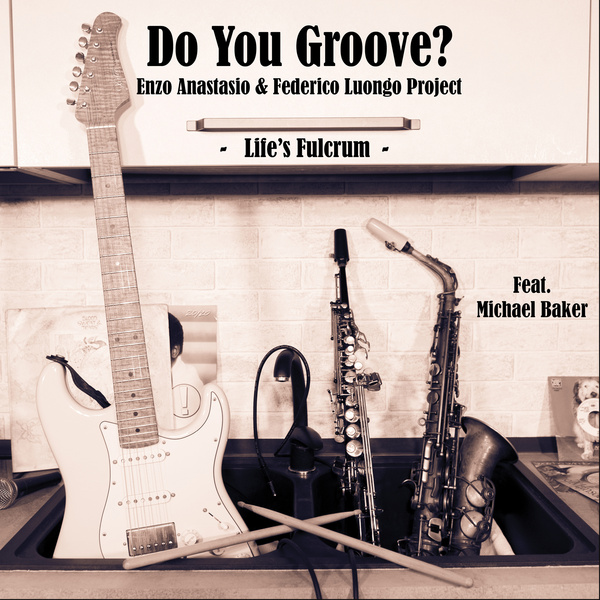 Do You Groove?
Enzo Anastasio & Federico Luongo Project
- Life's Fulcrum -
Feat.
Michael Baker